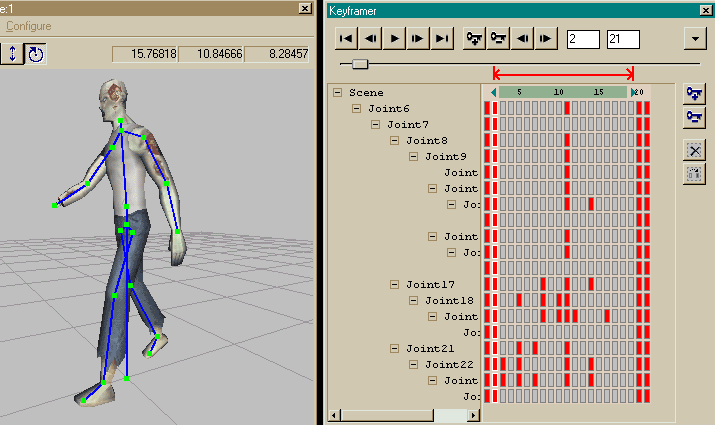 e:1
Configure
15.76818 10.84666 8.28457
Keyframer
2 21
5 10 15 20
Scene
Joint6
Joint7
Joint8
Joint9
Joint
Joint
Jo
Joint
Jo
Joint17
Joint18
Joint
Jo
Joint21
Joint22
Joint
Jo